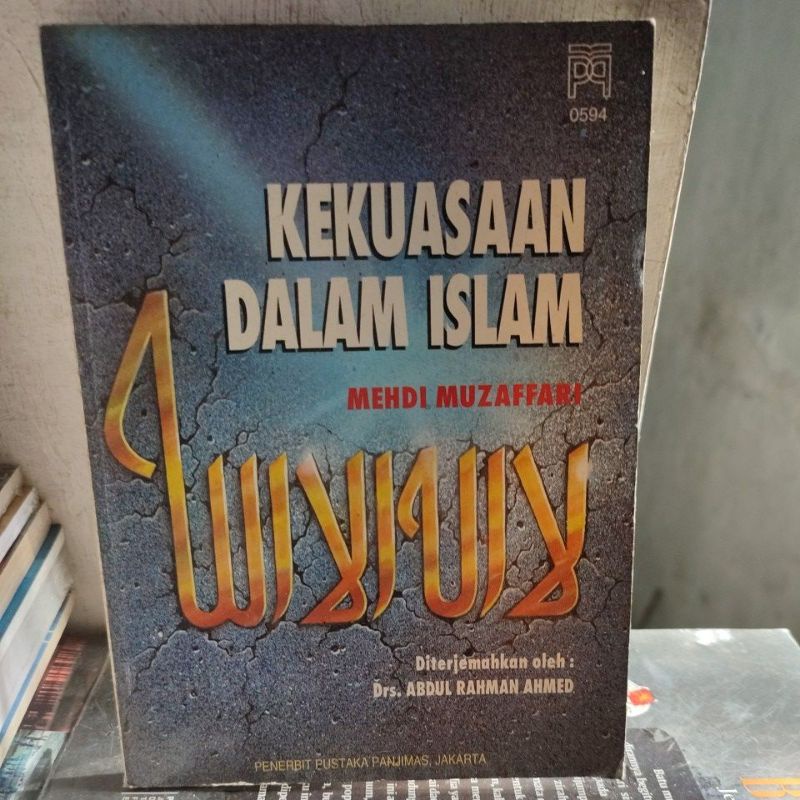 0594
KEKUASAAN
DALAM ISLAM
MEHDI MUZAFFARI
لا اله الا الله
Diterjemahkan oleh :
Drs. ABDUL RAHMAN AHMED
PENERBIT PUSTAKA PANJIMAS, JAKARTA